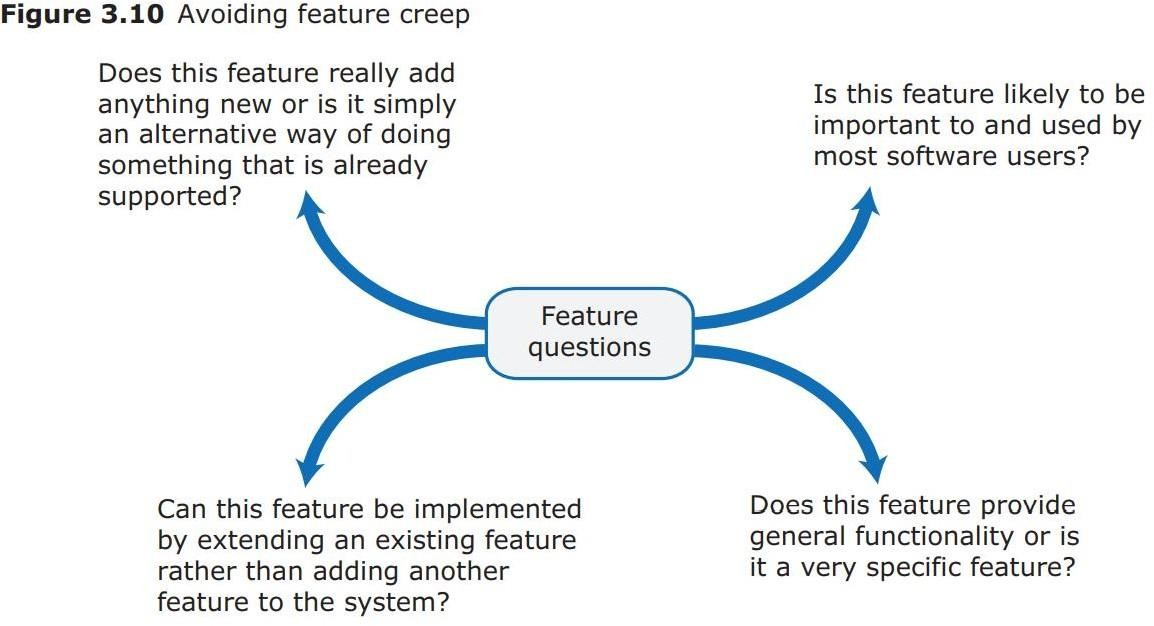 Figure 3.10 Avoiding feature creep
Does this feature really add
anything new or is it simply
an alternative way of doing
something that is already
supported?
Is this feature likely to be
important to and used by
most software users?
Feature
questions
Can this feature be implemented
by extending an existing feature
rather than adding another
feature to the system?
Does this feature provide
general functionality or is
it a very specific feature?